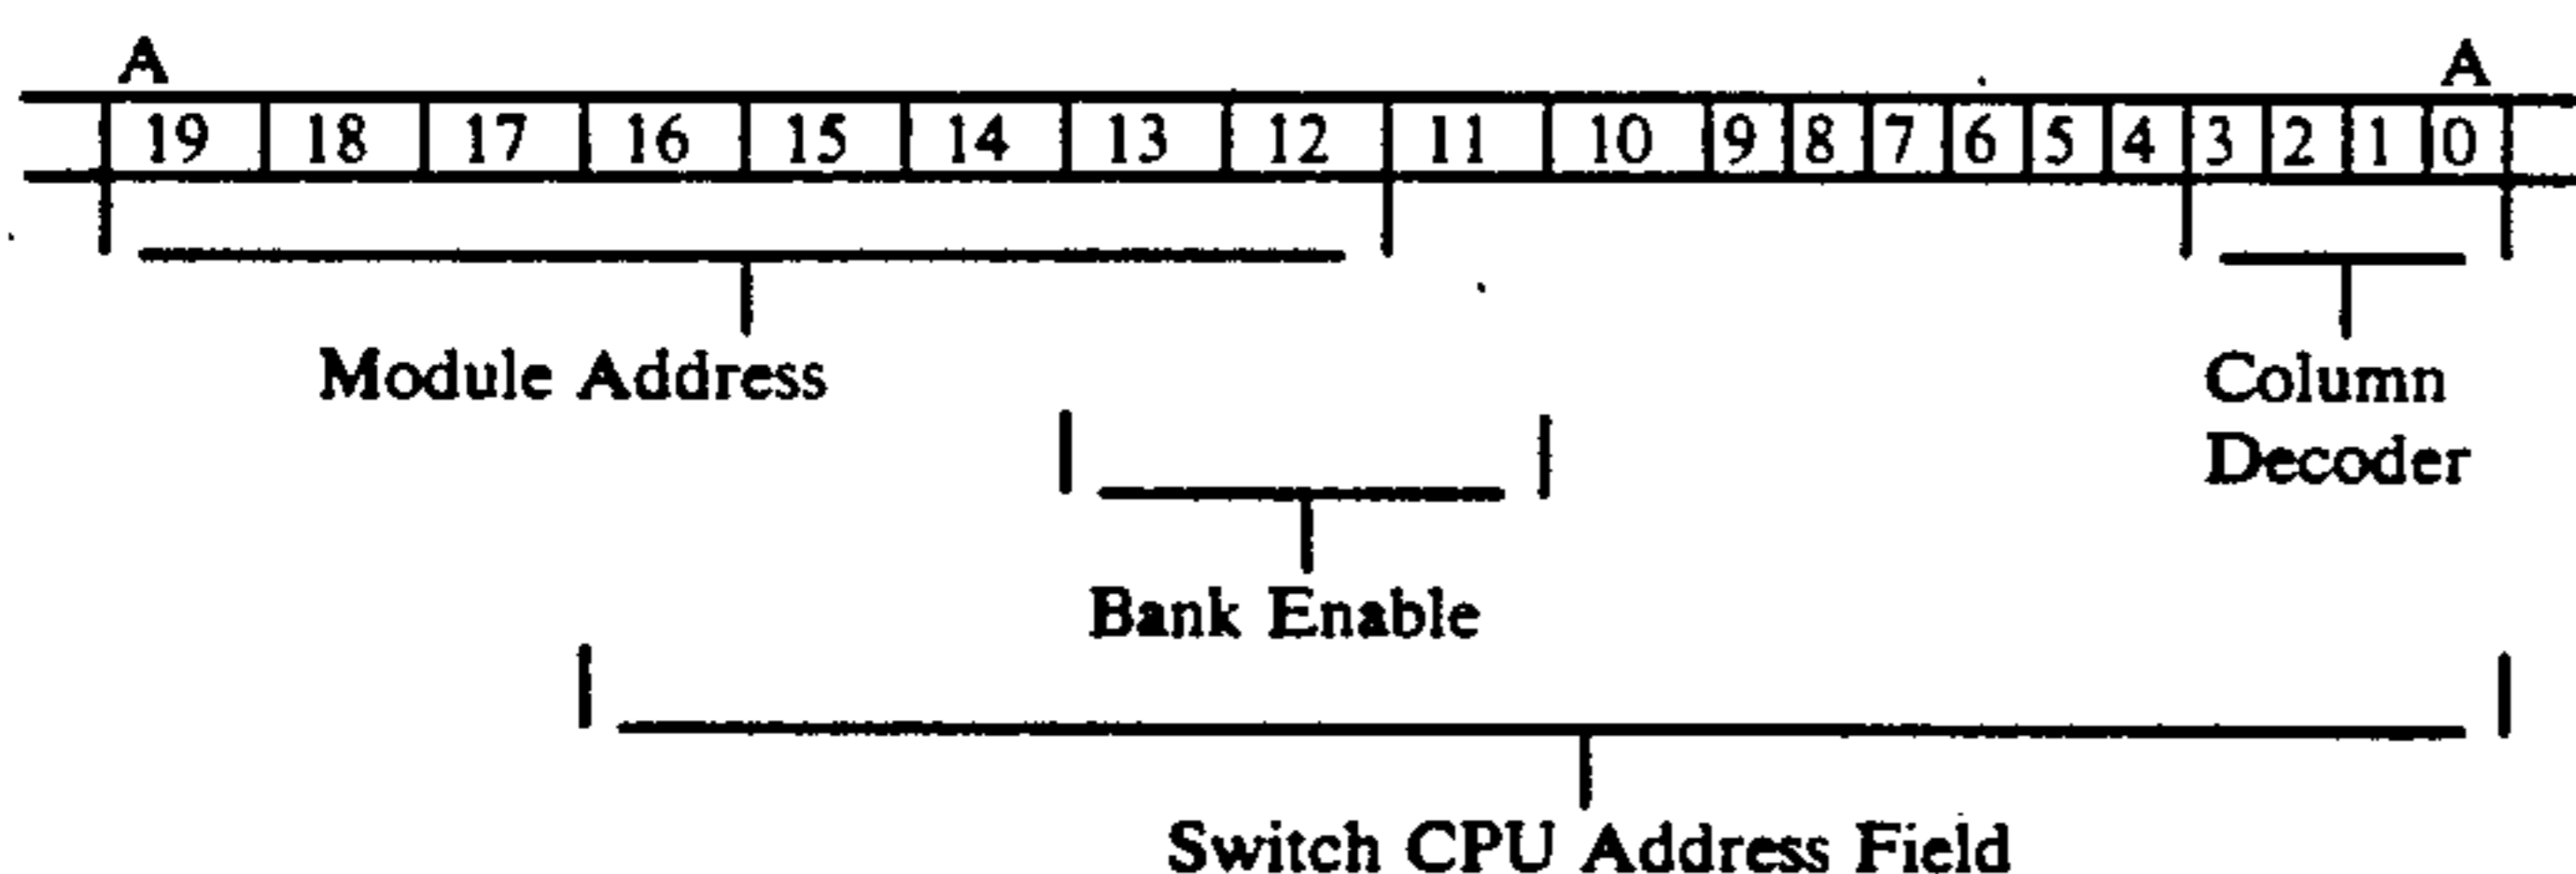 A A
19 18 17 16 15 14 13 12 11 10 9 8 7 6 5 4 3 2 1 0
Module Address
Column
Decoder
Bank Enable
Switch CPU Address Field